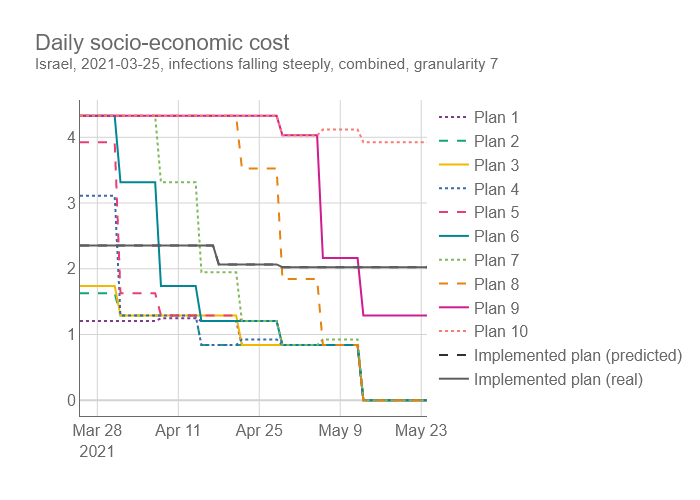 Daily socio-economic cost
Israel, 2021-03-25, infections falling steeply, combined, granularity 7
4
3
2
1
0
Mar 28
2021
Apr 11
Apr 25
May 9
May 23
Plan 1
Plan 2
Plan 3
Plan 4
Plan 5
Plan 6
Plan 7
Plan 8
Plan 9
Plan 10
Implemented plan (predicted)
Implemented plan (real)